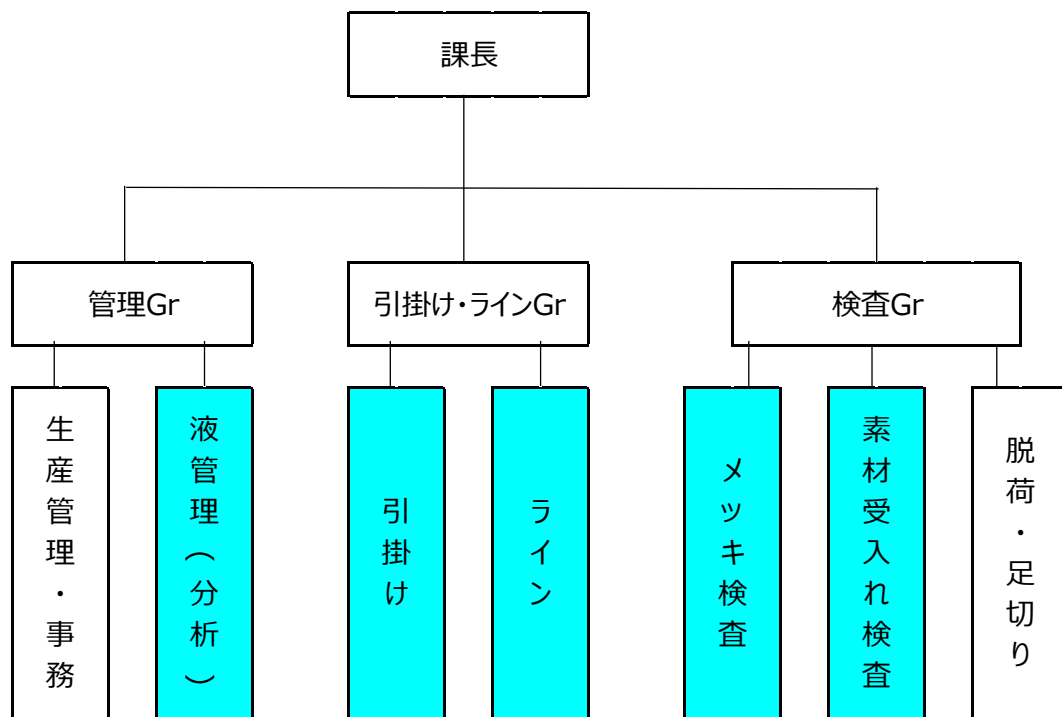 課長
管理Gr
引掛け・ラインGr
検査Gr
生産管理・事務
液管理(分析)
引掛け
ライン
メッキ検査
素材受入れ検査
脱荷・足切り